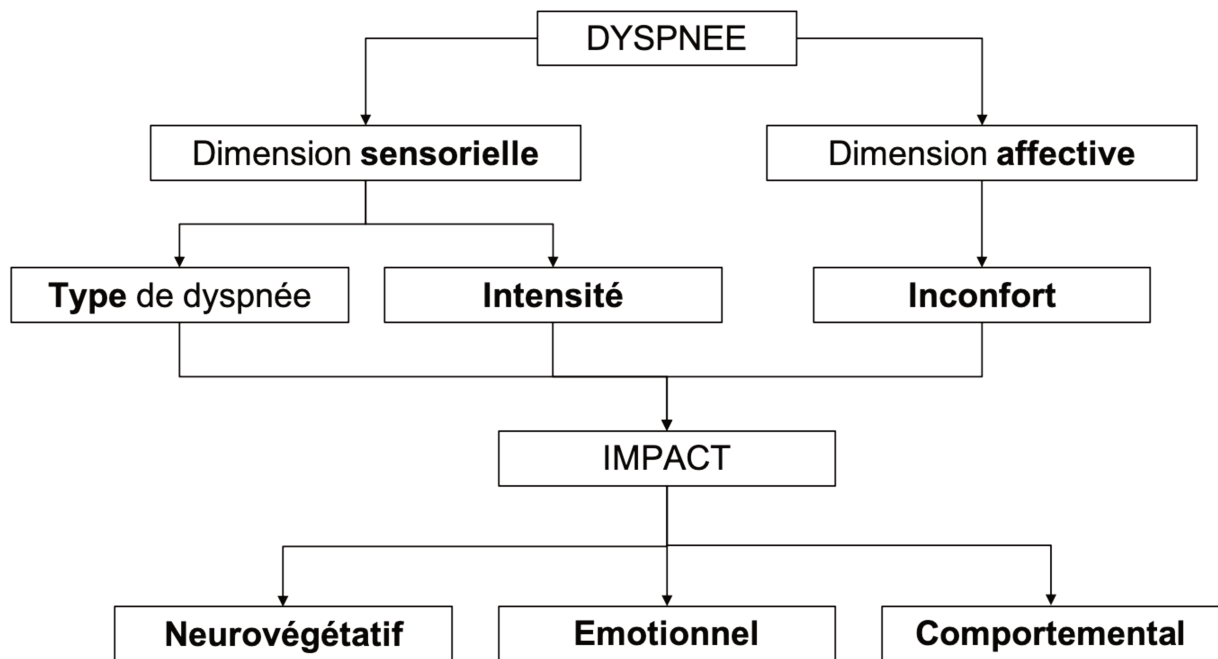 DYSPNEE
Dimension sensorielle
Dimension affective
Type de dyspnée
Intensité
Inconfort
IMPACT
Neurovégétatif
Emotionnel
Comportemental